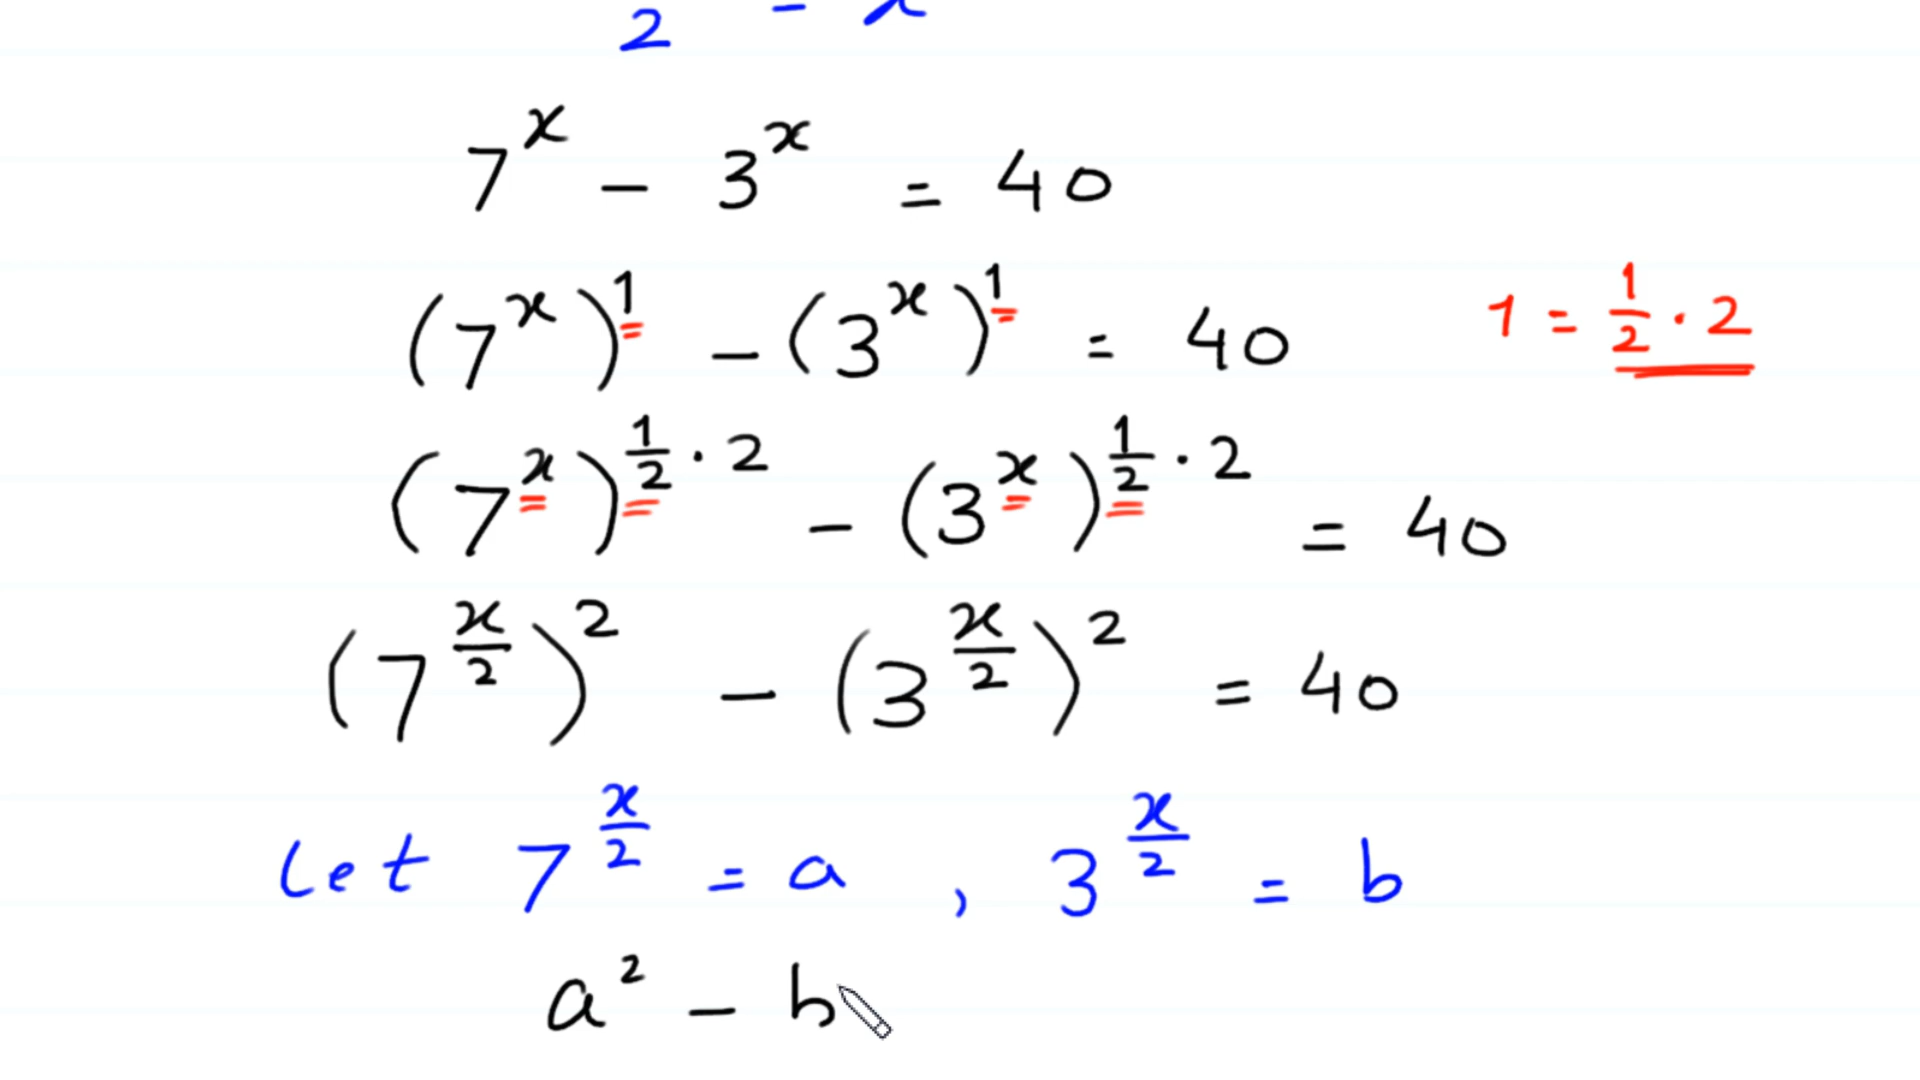 2 = x
7^x - 3^x = 40
(7^x)^1 - (3^x)^1 = 40
1 = 1/2 · 2
(7^x)^(1/2 · 2) - (3^x)^(1/2 · 2) = 40
(7^(x/2))^2 - (3^(x/2))^2 = 40
Let 7^(x/2) = a , 3^(x/2) = b
a^2 - b